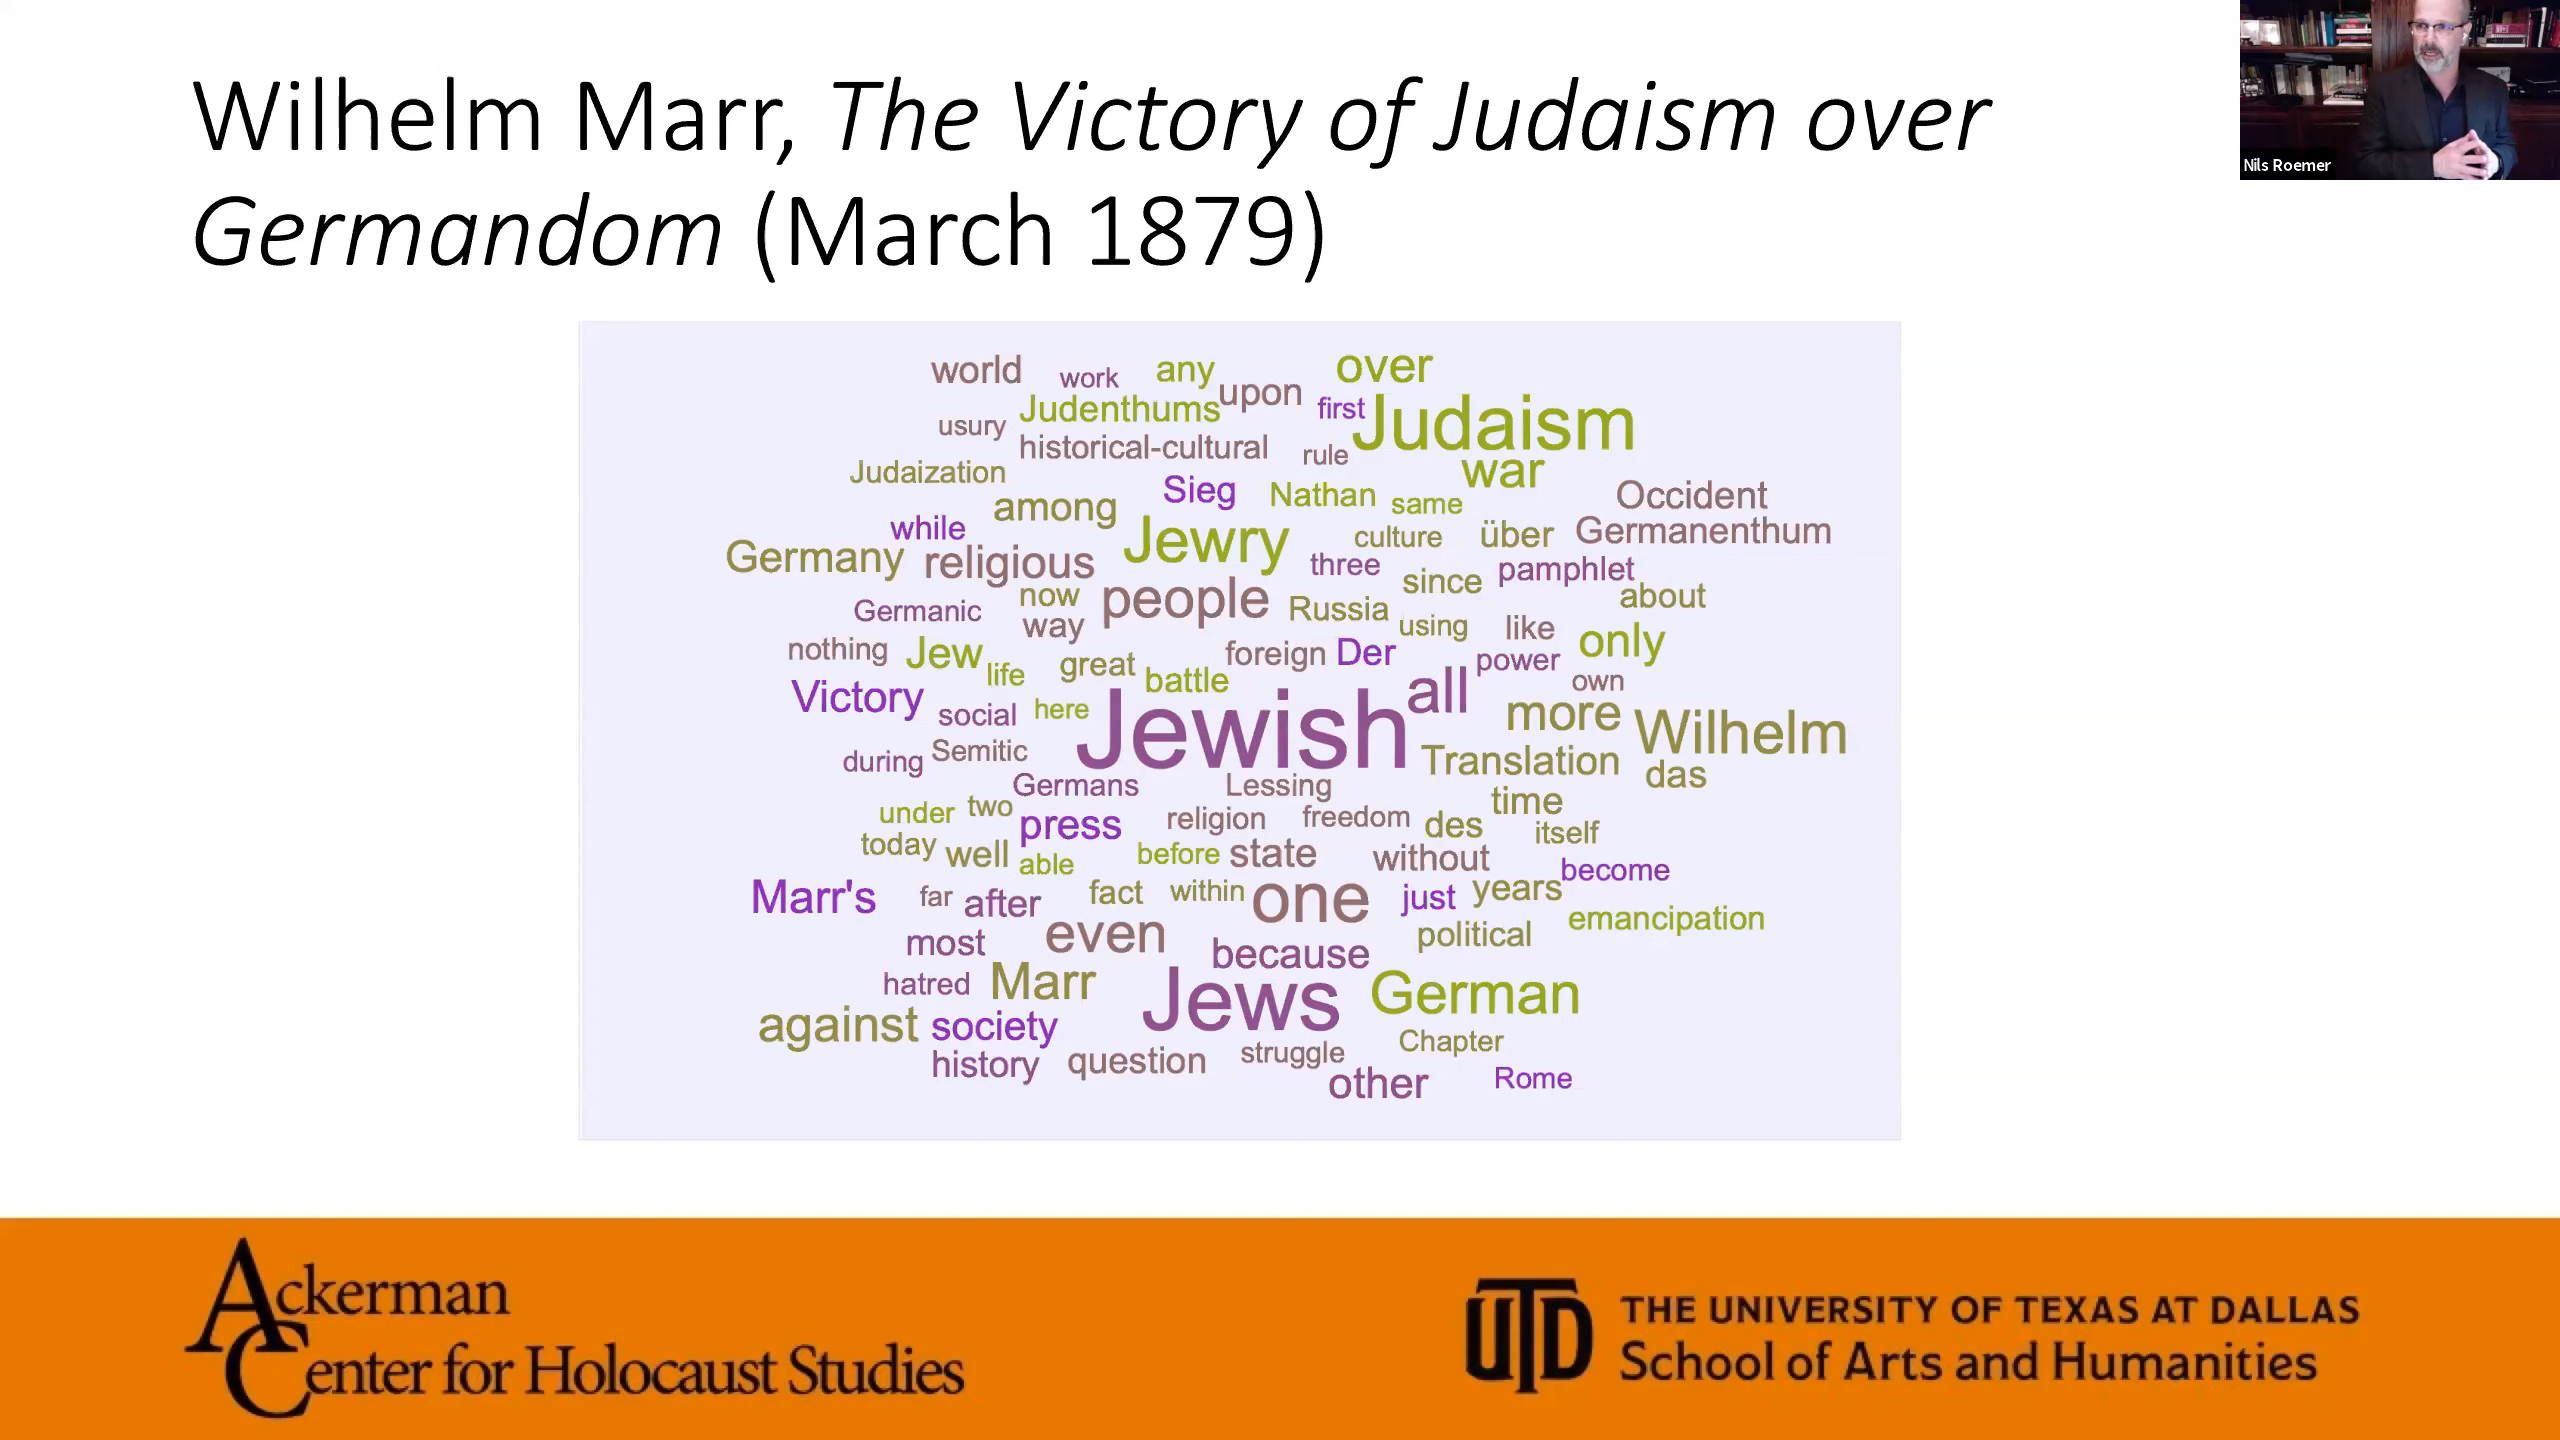 Wilhelm Marr, The Victory of Judaism over
Germandom (March 1879)
Nils Roemer
world work any upon over
usury Judenthums first Judaism
historical-cultural rule
Judaization Sieg Nathan same war Occident
while among Jewry culture über Germanenthum
Germany religious three since pamphlet
Germanic now people Russia using like about
way
nothing Jew life great battle foreign Der power only
Victory social here Jewish all own more Wilhelm
during Semitic Translation das
Germans Lessing time
under two press religion freedom des itself
today well able before state without become
Marr's far after fact within one just years emancipation
most even because political
hatred Marr Jews German
against society Chapter
history question struggle other Rome
Ackerman
Center for Holocaust Studies
UTD
THE UNIVERSITY OF TEXAS AT DALLAS
School of Arts and Humanities